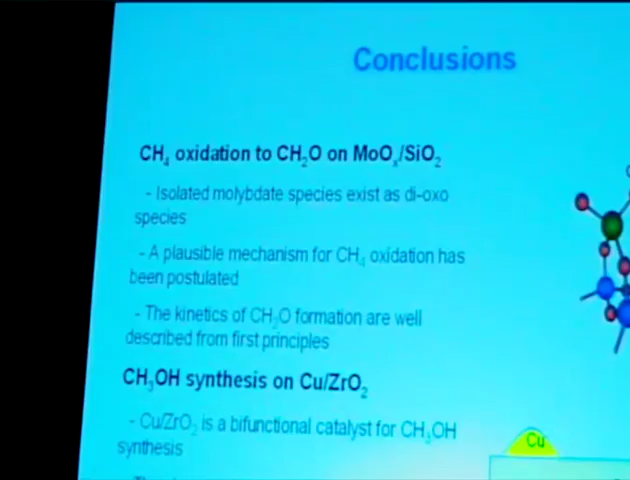 Conclusions
CH₄ oxidation to CH₂O on MoOₓ/SiO₂
- Isolated molybdate species exist as di-oxo
species
- A plausible mechanism for CH₄ oxidation has
been postulated
- The kinetics of CH₂O formation are well
described from first principles
CH₃OH synthesis on Cu/ZrO₂
- Cu/ZrO₂ is a bifunctional catalyst for CH₃OH
synthesis
Cu